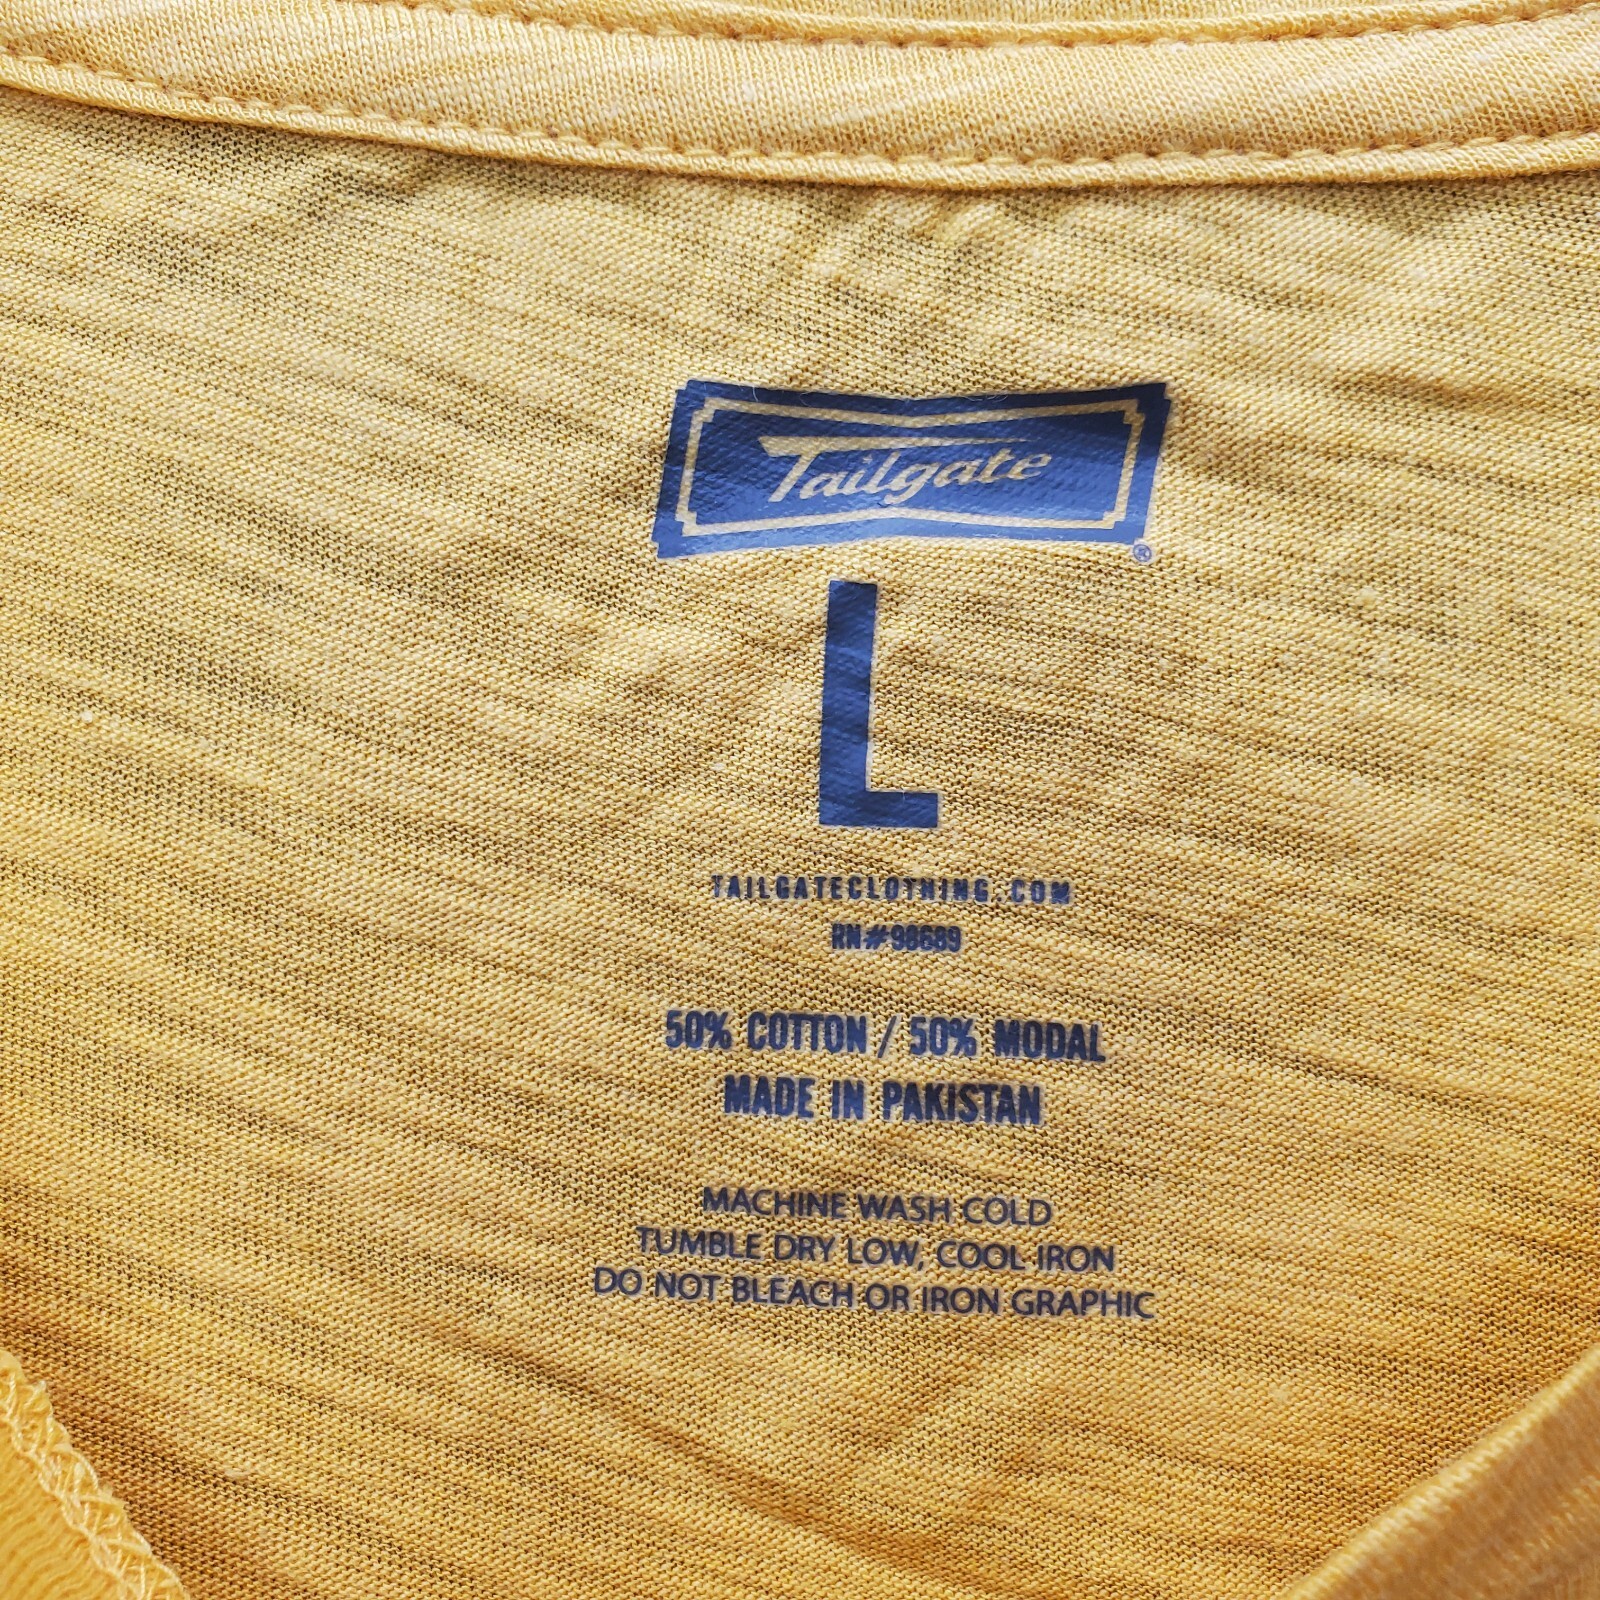 Tailgate
®
L
TAILGATECLOTHING.COM
RN#98689
50% COTTON / 50% MODAL
MADE IN PAKISTAN
MACHINE WASH COLD
TUMBLE DRY LOW, COOL IRON
DO NOT BLEACH OR IRON GRAPHIC